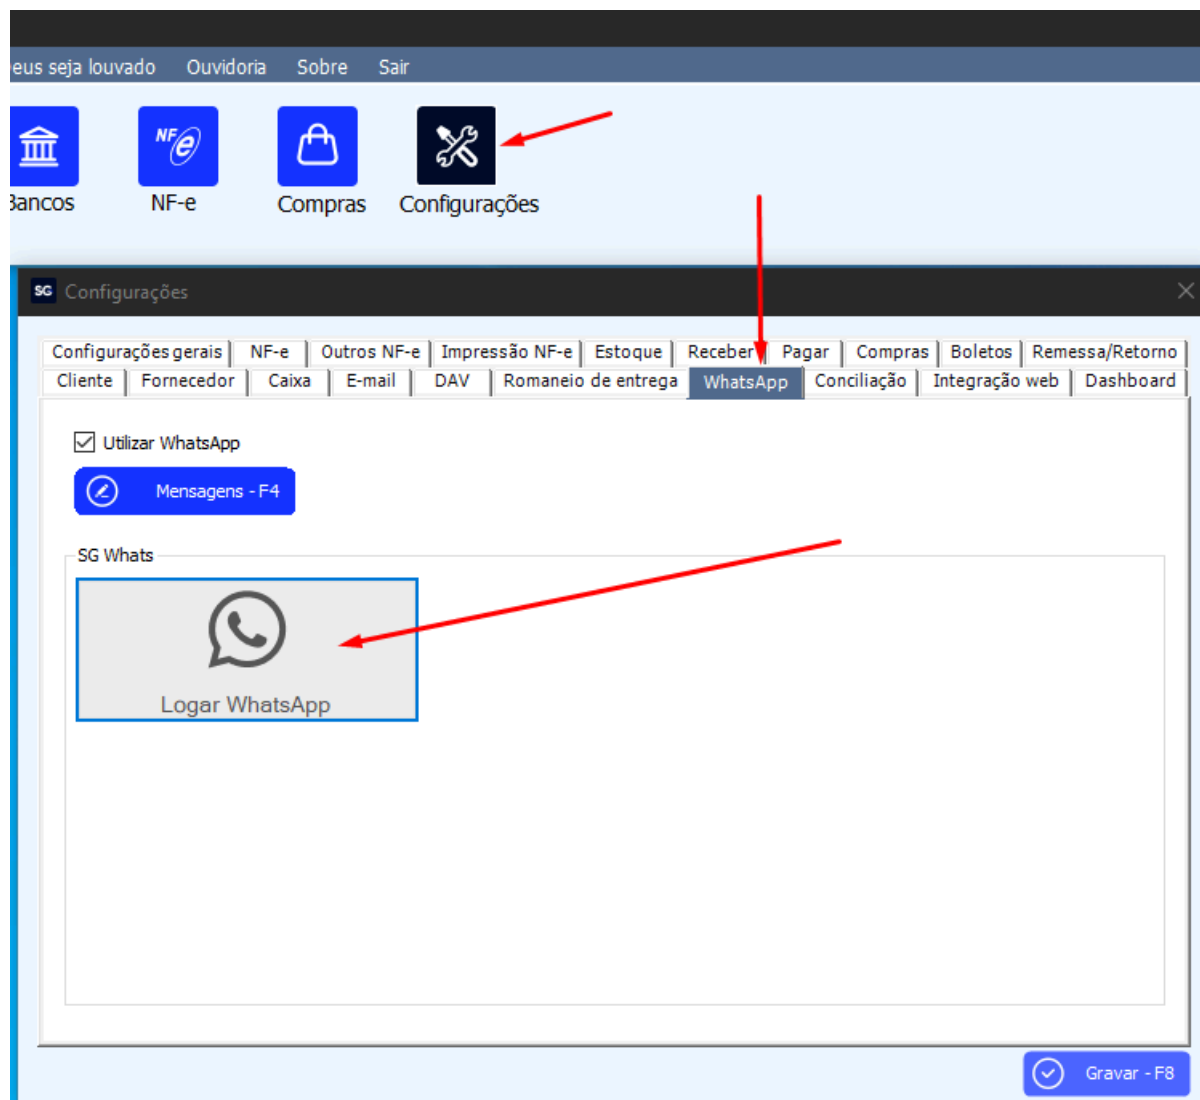 eus seja louvado Ouvidoria Sobre Sair
NFe
Bancos NF-e Compras Configurações
SG Configurações
Configurações gerais NF-e Outros NF-e Impressão NF-e Estoque Receber Pagar Compras Boletos Remessa/Retorno
Cliente Fornecedor Caixa E-mail DAV Romaneio de entrega WhatsApp Conciliação Integração web Dashboard
Utilizar WhatsApp
Mensagens - F4
SG Whats
Logar WhatsApp
Gravar - F8